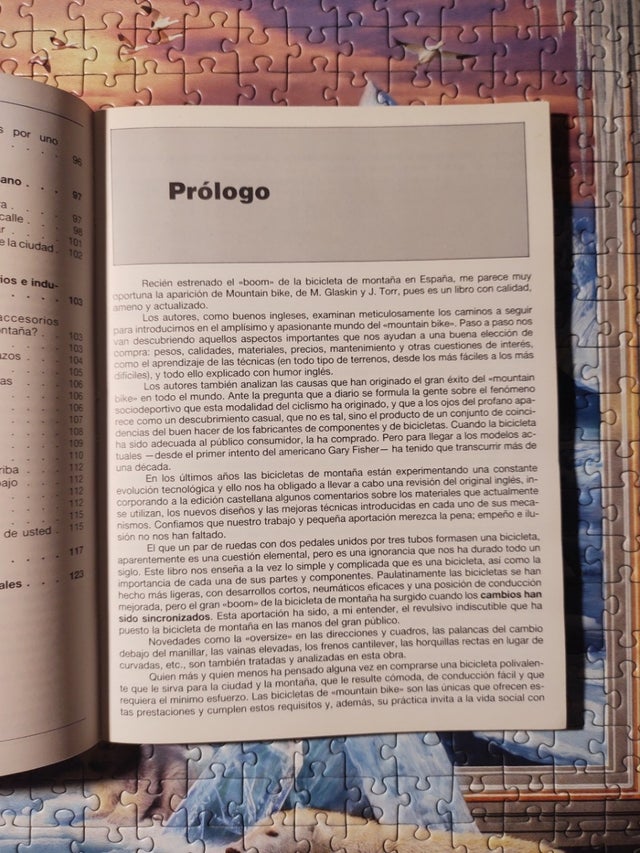 s por uno
. . . . 96
ano . . . 97
ra . . . . 97
calle . . . 98
r . . . . 101
e la ciudad . 102
ios e indu-
. . . . . 103
accesorios
ontaña? . . 103
. . . . 103
azos . . . 104
. . . . 105
as . . . . 106
. . . . 106
. . . . 106
. . . . 107
. . . . 108
. . . . 109
. . . . 110
riba . . . 112
bajo . . . 112
. . . . 112
. . . . 112
. . . . 115
de usted . . 115
. . . . . 117
ales . . . 123
Prólogo
Recién estrenado el «boom» de la bicicleta de montaña en España, me parece muy
oportuna la aparición de Mountain bike, de M. Glaskin y J. Torr, pues es un libro con calidad,
ameno y actualizado.
Los autores, como buenos ingleses, examinan meticulosamente los caminos a seguir
para introducirnos en el amplísimo y apasionante mundo del «mountain bike». Paso a paso nos
van descubriendo aquellos aspectos importantes que nos ayudan a una buena elección de
compra: pesos, calidades, materiales, precios, mantenimiento y otras cuestiones de interés,
como el aprendizaje de las técnicas (en todo tipo de terrenos, desde los más fáciles a los más
difíciles), y todo ello explicado con humor inglés.
Los autores también analizan las causas que han originado el gran éxito del «mountain
bike» en todo el mundo. Ante la pregunta que a diario se formula la gente sobre el fenómeno
sociodeportivo que esta modalidad del ciclismo ha originado, y que a los ojos del profano apa-
rece como un descubrimiento casual, que no es tal, sino el producto de un conjunto de coinci-
dencias del buen hacer de los fabricantes de componentes y de bicicletas. Cuando la bicicleta
ha sido adecuada al público consumidor, la ha comprado. Pero para llegar a los modelos ac-
tuales —desde el primer intento del americano Gary Fisher— ha tenido que transcurrir más de
una década.
En los últimos años las bicicletas de montaña están experimentando una constante
evolución tecnológica y ello nos ha obligado a llevar a cabo una revisión del original inglés, in-
corporando a la edición castellana algunos comentarios sobre los materiales que actualmente
se utilizan, los nuevos diseños y las mejoras técnicas introducidas en cada uno de sus meca-
nismos. Confiamos que nuestro trabajo y pequeña aportación merezca la pena; empeño e ilu-
sión no nos han faltado.
El que un par de ruedas con dos pedales unidos por tres tubos formasen una bicicleta,
aparentemente es una cuestión elemental, pero es una ignorancia que nos ha durado todo un
siglo. Este libro nos enseña a la vez lo simple y complicada que es una bicicleta, así como la
importancia de cada una de sus partes y componentes. Paulatinamente las bicicletas se han
hecho más ligeras, con desarrollos cortos, neumáticos eficaces y una posición de conducción
mejorada, pero el gran «boom» de la bicicleta de montaña ha surgido cuando los cambios han
sido sincronizados. Esta aportación ha sido, a mi entender, el revulsivo indiscutible que ha
puesto la bicicleta de montaña en las manos del gran público.
Novedades como la «oversize» en las direcciones y cuadros, las palancas del cambio
debajo del manillar, las vainas elevadas, los frenos cantilever, las horquillas rectas en lugar de
curvadas, etc., son también tratadas y analizadas en esta obra.
Quien más y quien menos ha pensado alguna vez en comprarse una bicicleta polivalen-
te que le sirva para la ciudad y la montaña, que le resulte cómoda, de conducción fácil y que
requiera el mínimo esfuerzo. Las bicicletas de «mountain bike» son las únicas que ofrecen es-
tas prestaciones y cumplen estos requisitos y, además, su práctica invita a la vida social con